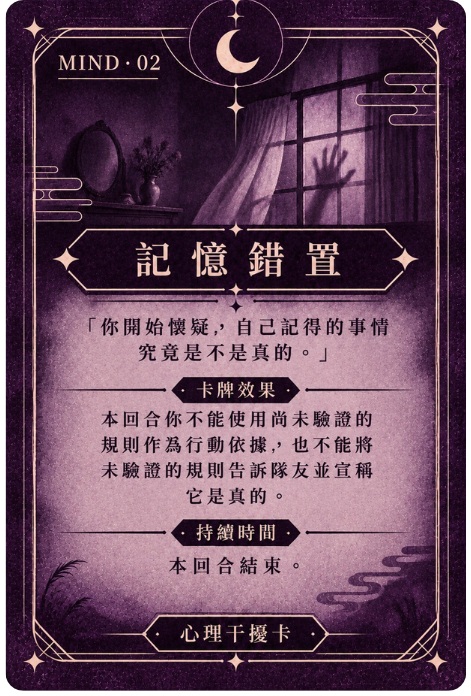 MIND·02
記憶錯置
「你開始懷疑,，自己記得的事情
究竟是不是真的。」
卡牌效果
本回合你不能使用尚未驗證的
規則作為行動依據,，也不能將
未驗證的規則告訴隊友並宣稱
它是真的。
持續時間
本回合結束。
心理干擾卡